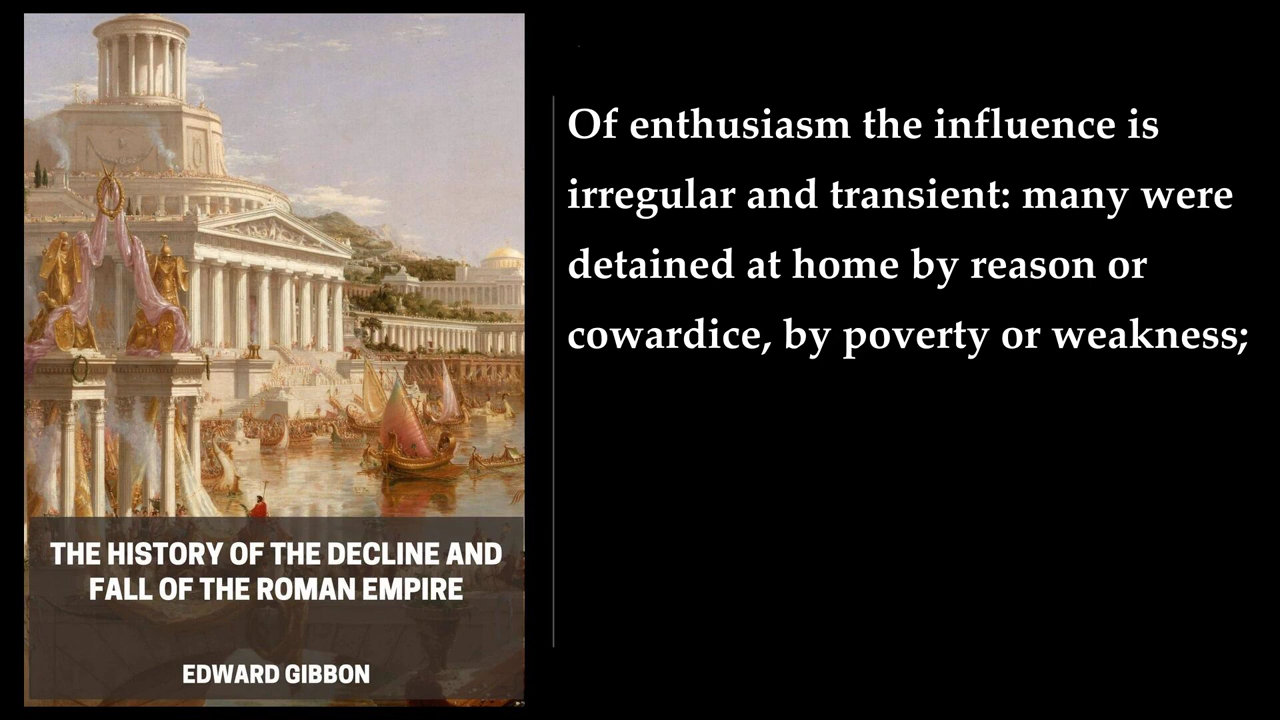 THE HISTORY OF THE DECLINE AND
FALL OF THE ROMAN EMPIRE
EDWARD GIBBON
Of enthusiasm the influence is
irregular and transient: many were
detained at home by reason or
cowardice, by poverty or weakness;